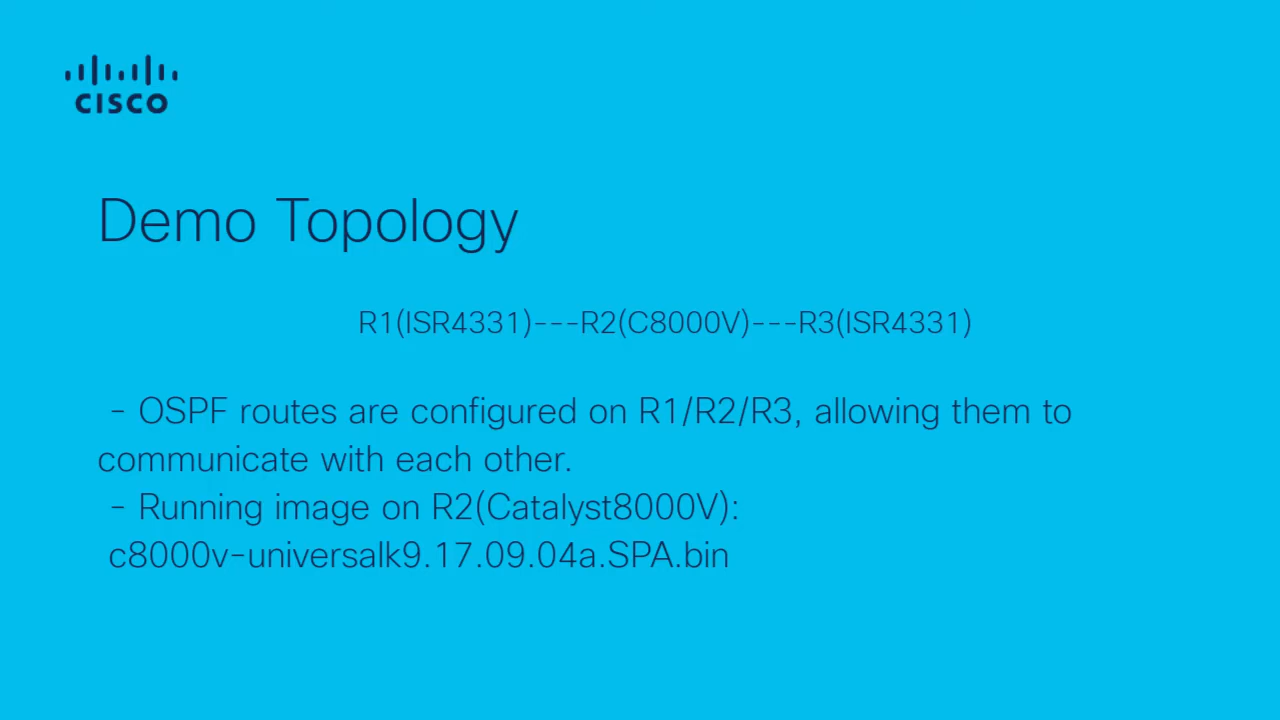 CISCO
Demo Topology
R1(ISR4331)---R2(C8000V)---R3(ISR4331)
- OSPF routes are configured on R1/R2/R3, allowing them to
communicate with each other.
- Running image on R2(Catalyst8000V):
c8000v-universalk9.17.09.04a.SPA.bin